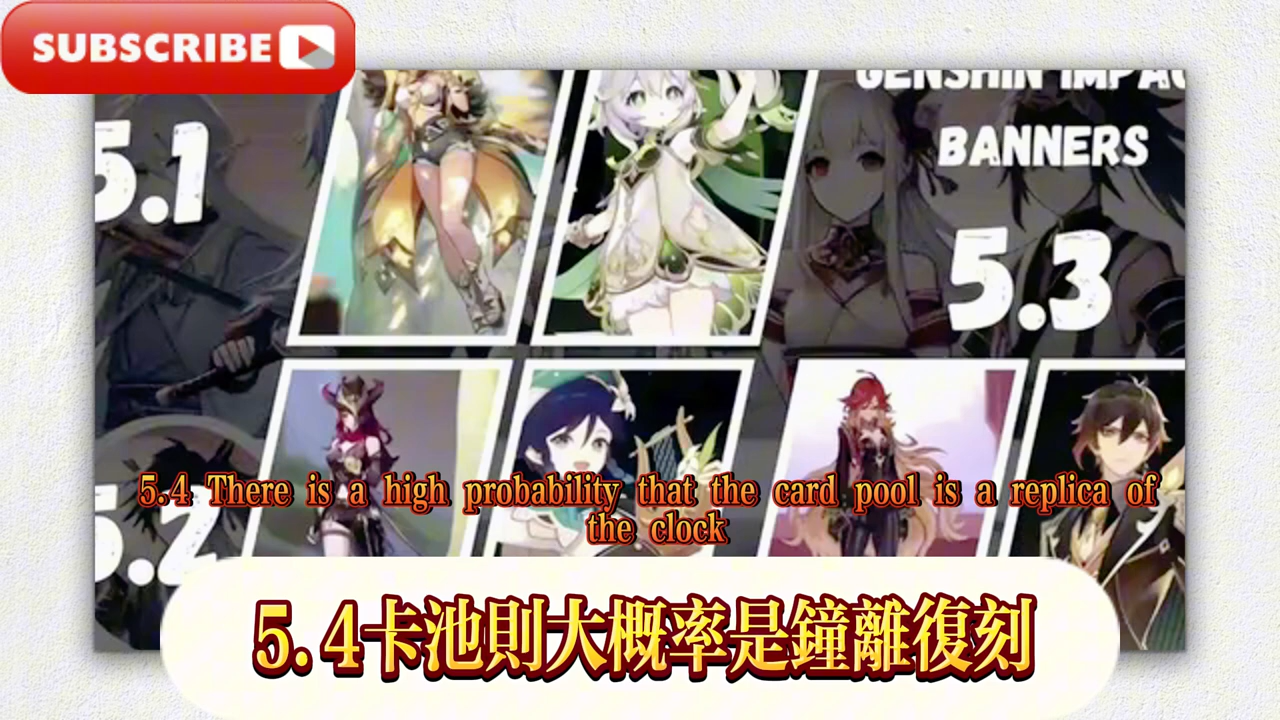 SUBSCRIBE
GENSHIN IMPAC
BANNERS
5.1
5.3
5.2
5.4 There is a high probability that the card pool is a replica of
the clock
5.4卡池則大概率是鐘離復刻